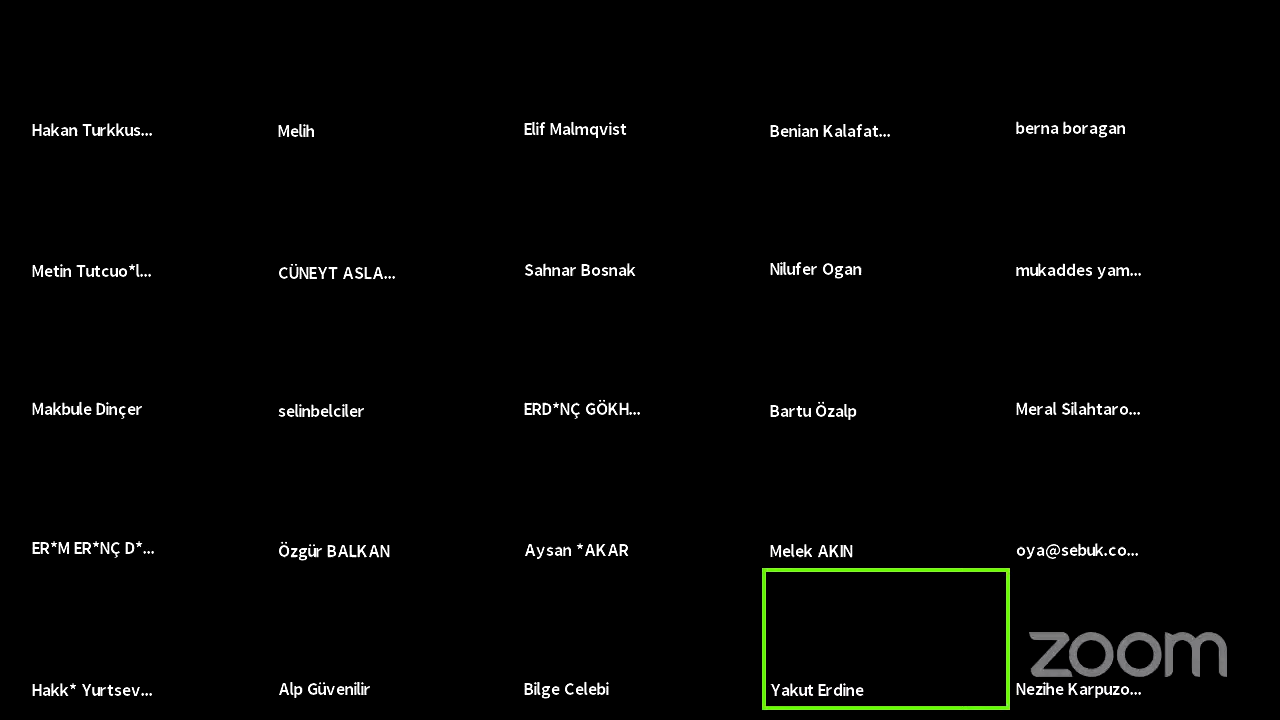 Hakan Turkkus...
Melih
Elif Malmqvist
Benian Kalafat...
berna boragan
Metin Tutcuo*l...
CÜNEYT ASLA...
Sahnar Bosnak
Nilufer Ogan
mukaddes yam...
Makbule Dinçer
selinbelciler
ERD*NÇ GÖKH...
Bartu Özalp
Meral Silahtaro...
ER*M ER*NÇ D*...
Özgür BALKAN
Aysan *AKAR
Melek AKIN
oya@sebuk.co...
Hakk* Yurtsev...
Alp Güvenilir
Bilge Celebi
Yakut Erdine
Nezihe Karpuzo...
zoom